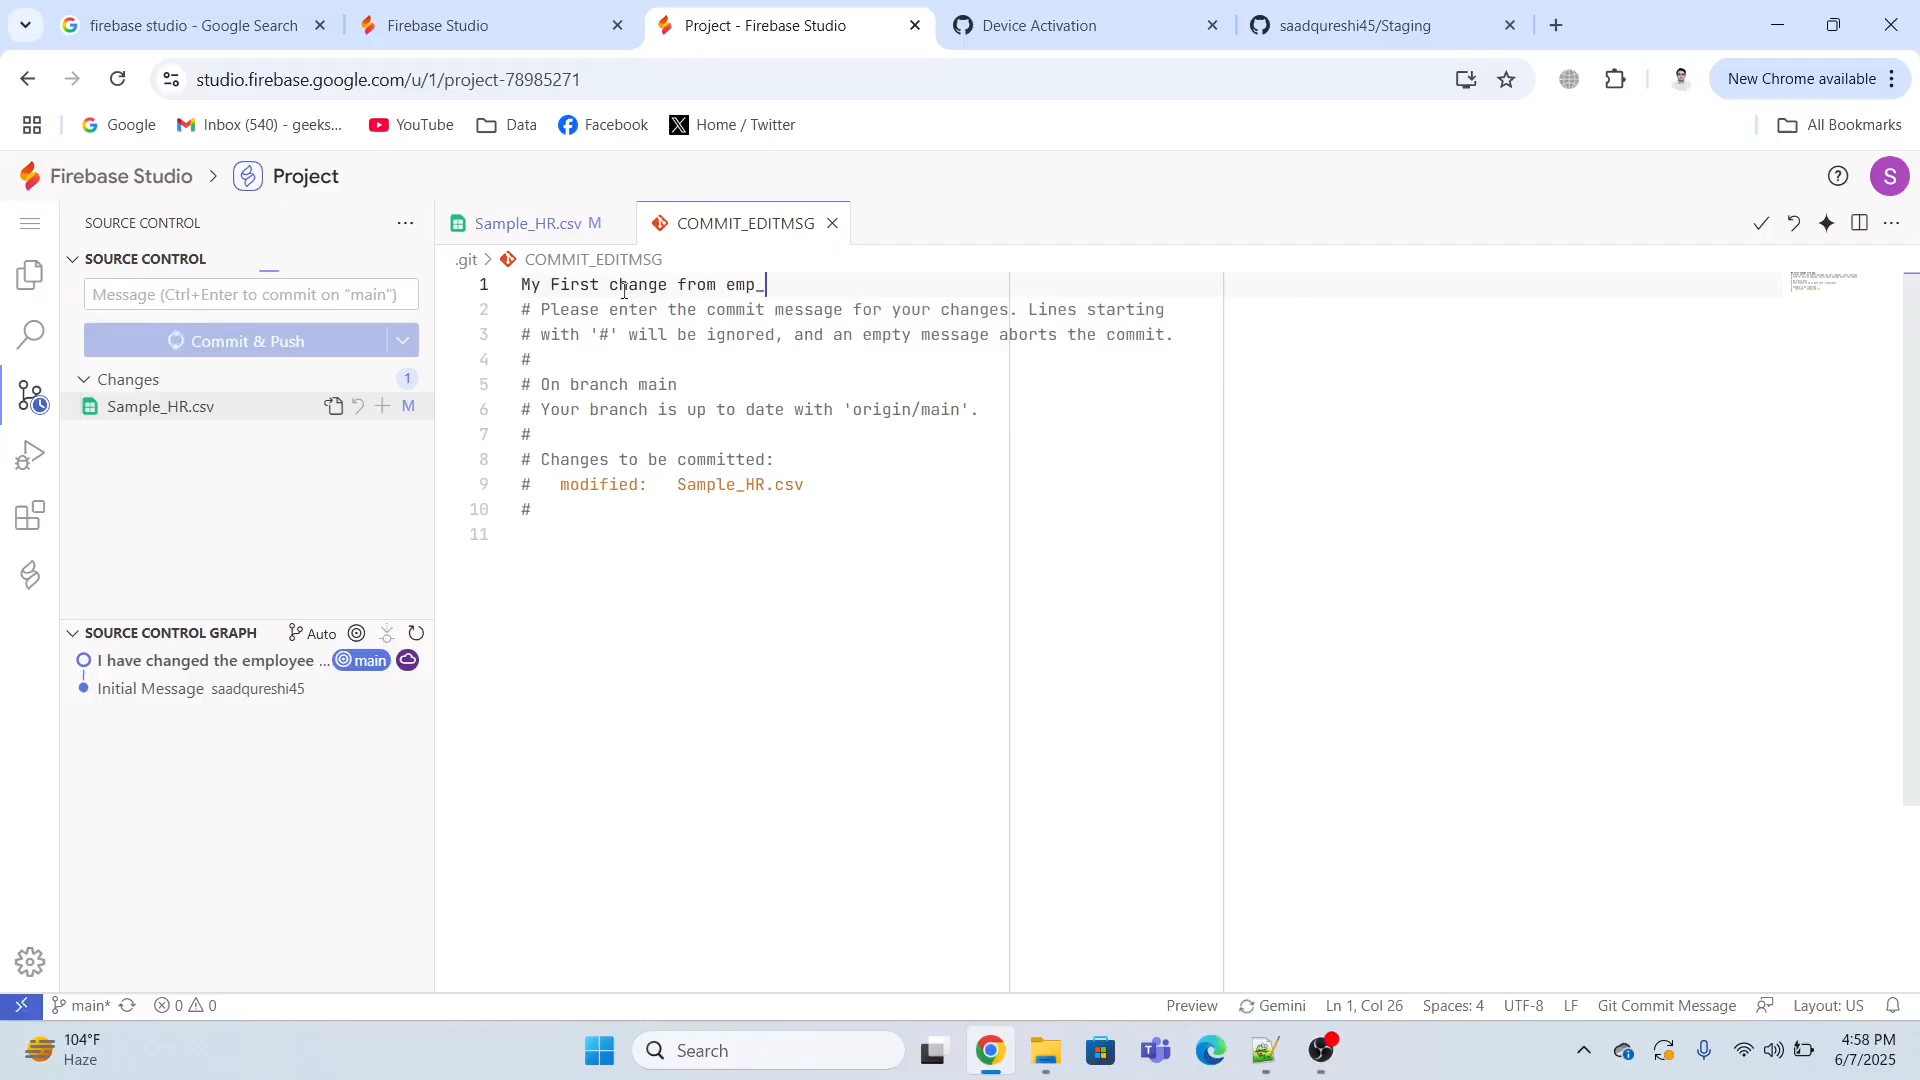 firebase studio - Google Search
Firebase Studio
Project - Firebase Studio
Device Activation
saadqureshi45/Staging
studio.firebase.google.com/u/1/project-78985271
New Chrome available
Google
Inbox (540) - geeks...
YouTube
Data
Facebook
Home / Twitter
All Bookmarks
Firebase Studio
Project
S
SOURCE CONTROL
Sample_HR.csv M
COMMIT_EDITMSG
SOURCE CONTROL
.git > COMMIT_EDITMSG
Message (Ctrl+Enter to commit on "main")
Commit & Push
Changes 1
Sample_HR.csv M
1 My First change from emp_
2 # Please enter the commit message for your changes. Lines starting
3 # with '#' will be ignored, and an empty message aborts the commit.
4 #
5 # On branch main
6 # Your branch is up to date with 'origin/main'.
7 #
8 # Changes to be committed:
9 # modified: Sample_HR.csv
10 #
11
SOURCE CONTROL GRAPH Auto
I have changed the employee ... main
Initial Message saadqureshi45
main* 0 0
Preview Gemini Ln 1, Col 26 Spaces: 4 UTF-8 LF Git Commit Message Layout: US
104°F
Haze
Search
4:58 PM
6/7/2025